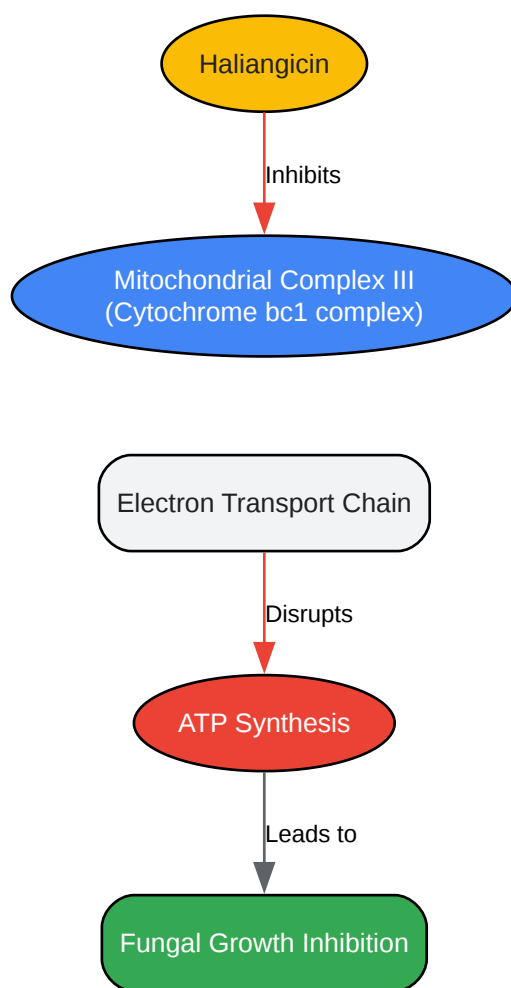 Haliangicin
Inhibits
Mitochondrial Complex III
(Cytochrome bc1 complex)
Electron Transport Chain
Disrupts
ATP Synthesis
Leads to
Fungal Growth Inhibition